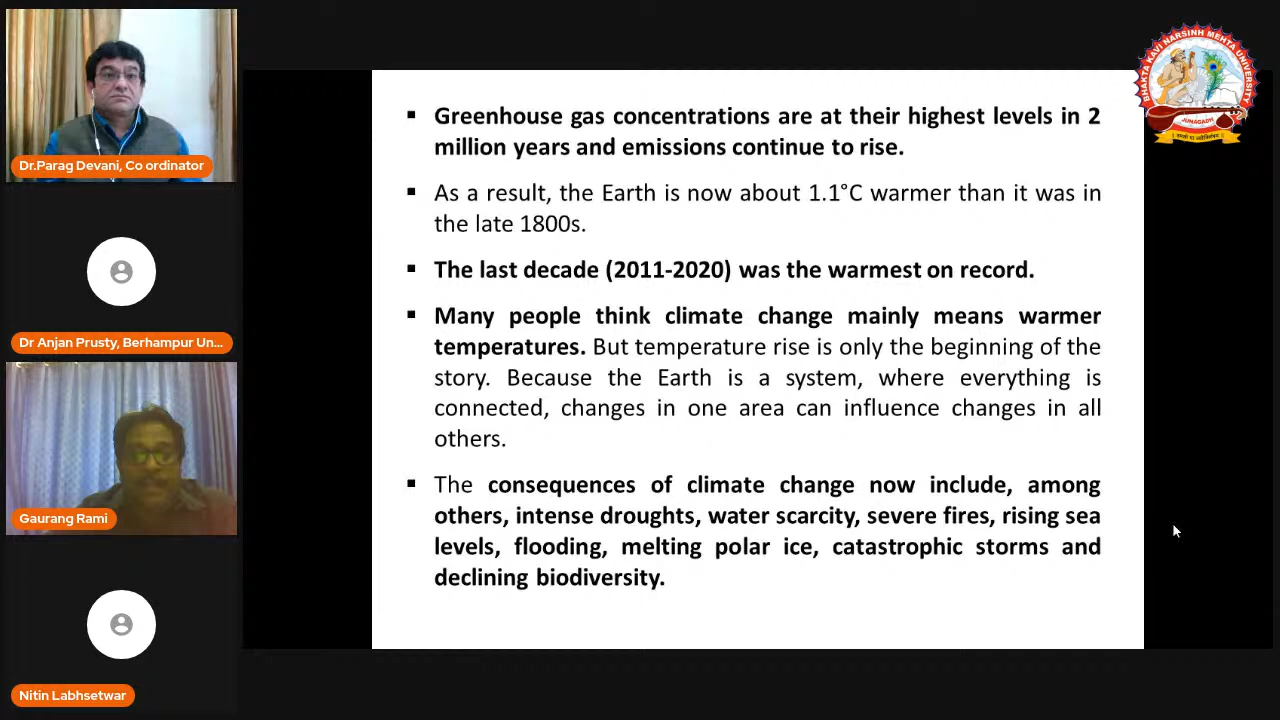 BHAKTA KAVI NARSINH MEHTA UNIVERSITY
JUNAGADH
Dr.Parag Devani, Co ordinator
Dr Anjan Prusty, Berhampur Un...
Gaurang Rami
Nitin Labhsetwar
▪ Greenhouse gas concentrations are at their highest levels in 2
million years and emissions continue to rise.
▪ As a result, the Earth is now about 1.1°C warmer than it was in
the late 1800s.
▪ The last decade (2011-2020) was the warmest on record.
▪ Many people think climate change mainly means warmer
temperatures. But temperature rise is only the beginning of the
story. Because the Earth is a system, where everything is
connected, changes in one area can influence changes in all
others.
▪ The consequences of climate change now include, among
others, intense droughts, water scarcity, severe fires, rising sea
levels, flooding, melting polar ice, catastrophic storms and
declining biodiversity.